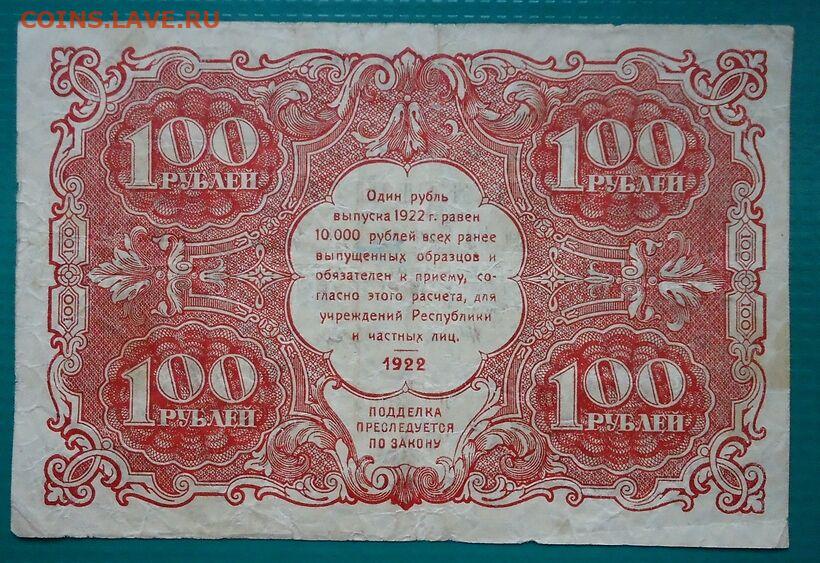 COINS.LAVE.RU
100 100
РУБЛЕЙ РУБЛЕЙ
Один рубль
выпуска 1922 г. равен
10.000 рублей всех ранее
выпущенных образцов и
обязателен к приему, со-
гласно этого расчета, для
учреждений Республики
и частных лиц.
1922
100 100
РУБЛЕЙ РУБЛЕЙ
ПОДДЕЛКА
ПРЕСЛЕДУЕТСЯ
ПО ЗАКОНУ